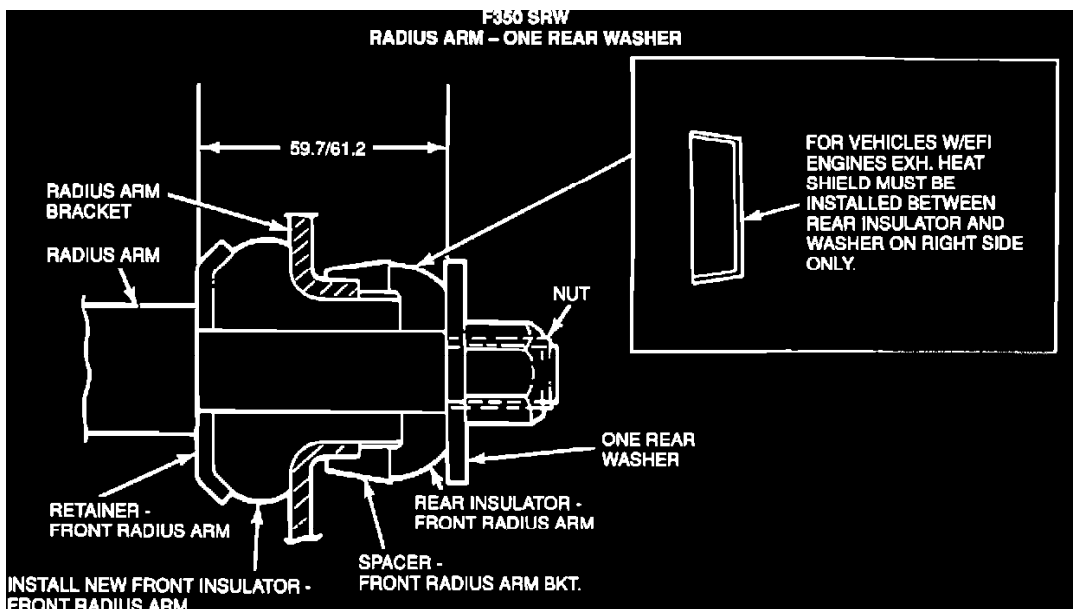 F350 SRW
RADIUS ARM – ONE REAR WASHER
59.7/61.2
FOR VEHICLES W/EFI
ENGINES EXH. HEAT
SHIELD MUST BE
INSTALLED BETWEEN
REAR INSULATOR AND
WASHER ON RIGHT SIDE
ONLY.
RADIUS ARM
BRACKET
RADIUS ARM
NUT
ONE REAR
WASHER
REAR INSULATOR -
FRONT RADIUS ARM
RETAINER -
FRONT RADIUS ARM
SPACER -
FRONT RADIUS ARM BKT.
INSTALL NEW FRONT INSULATOR -
FRONT RADIUS ARM